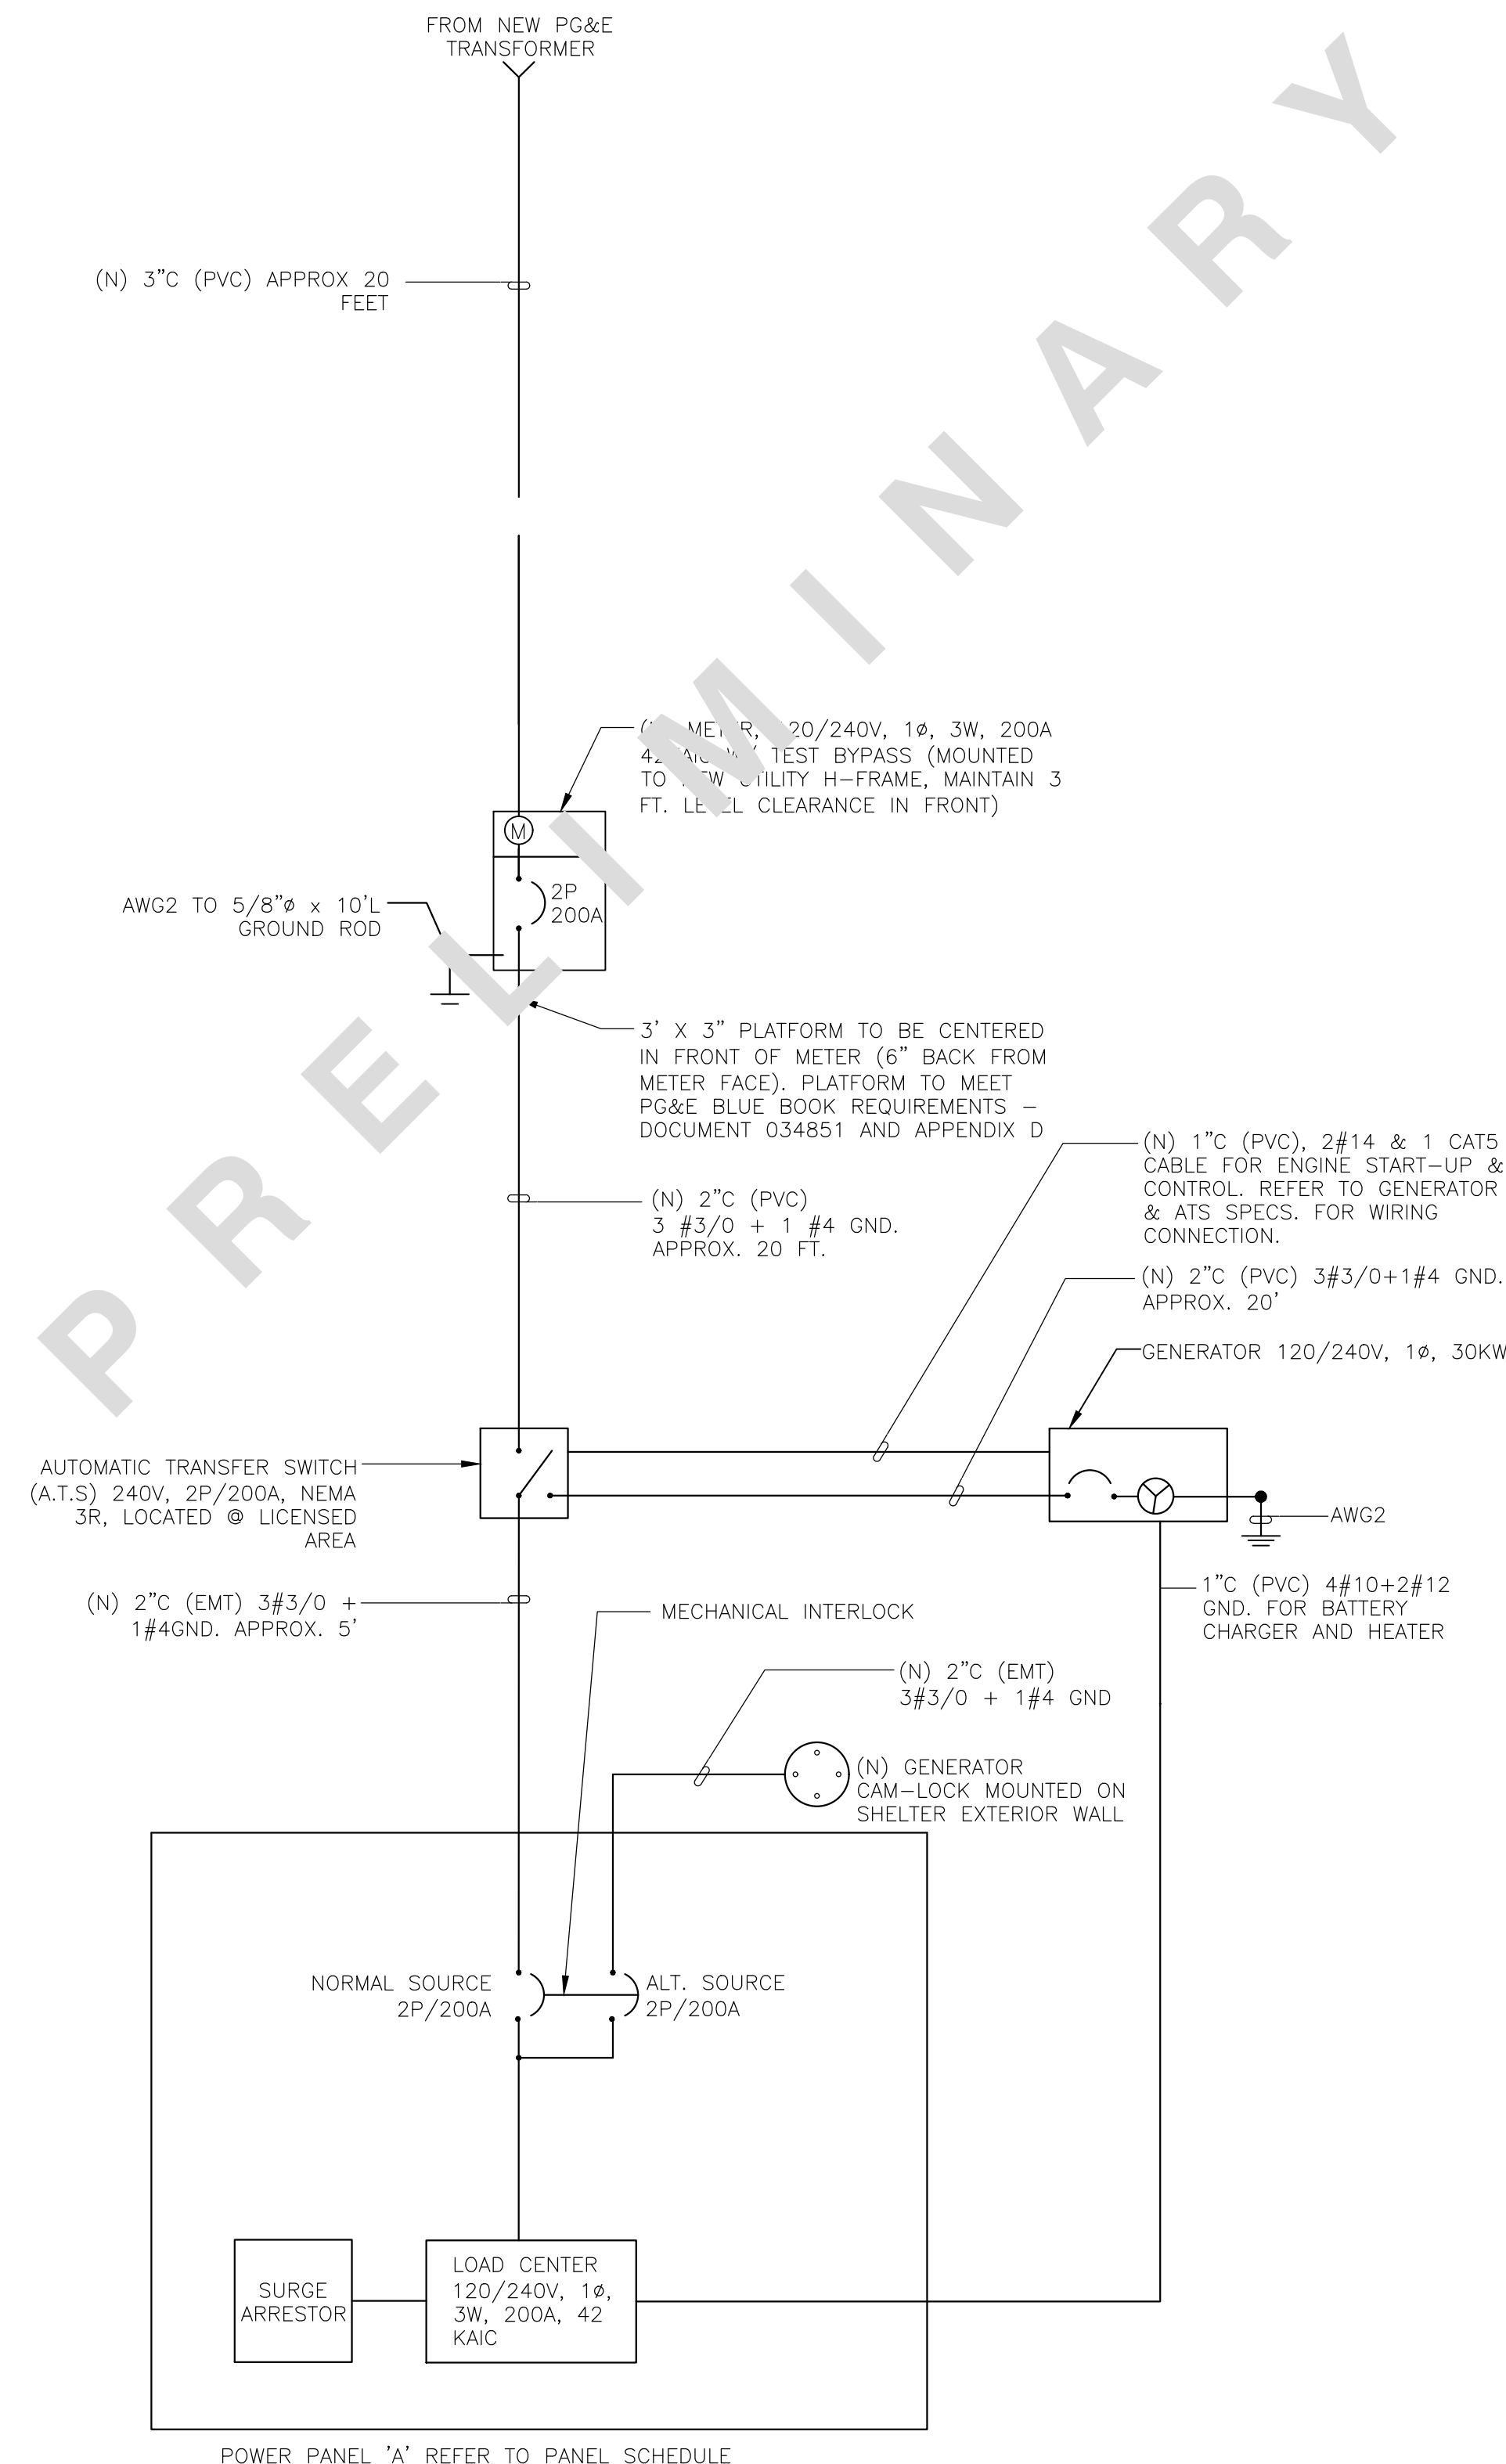 FROM NEW PG&E
TRANSFORMER
(N) 3"C (PVC) APPROX 20
FEET
METER, 120/240V, 1ø, 3W, 200A
TEST BYPASS (MOUNTED
TO NEW UTILITY H-FRAME, MAINTAIN 3
FT. LEVEL CLEARANCE IN FRONT)
M
2P
200A
AWG2 TO 5/8"ø x 10'L
GROUND ROD
3' X 3" PLATFORM TO BE CENTERED
IN FRONT OF METER (6" BACK FROM
METER FACE). PLATFORM TO MEET
PG&E BLUE BOOK REQUIREMENTS -
DOCUMENT 034851 AND APPENDIX D
(N) 2"C (PVC)
3 #3/0 + 1 #4 GND.
APPROX. 20 FT.
(N) 1"C (PVC), 2#14 & 1 CAT5
CABLE FOR ENGINE START-UP &
CONTROL. REFER TO GENERATOR
& ATS SPECS. FOR WIRING
CONNECTION.
(N) 2"C (PVC) 3#3/0+1#4 GND.
APPROX. 20'
GENERATOR 120/240V, 1ø, 30KW
AUTOMATIC TRANSFER SWITCH
(A.T.S) 240V, 2P/200A, NEMA
3R, LOCATED @ LICENSED
AREA
AWG2
(N) 2"C (EMT) 3#3/0 +
1#4GND. APPROX. 5'
1"C (PVC) 4#10+2#12
GND. FOR BATTERY
CHARGER AND HEATER
MECHANICAL INTERLOCK
(N) 2"C (EMT)
3#3/0 + 1#4 GND
(N) GENERATOR
CAM-LOCK MOUNTED ON
SHELTER EXTERIOR WALL
NORMAL SOURCE
2P/200A
ALT. SOURCE
2P/200A
SURGE
ARRESTOR
LOAD CENTER
120/240V, 1ø,
3W, 200A, 42
KAIC
POWER PANEL 'A' REFER TO PANEL SCHEDULE
PRELIMINARY